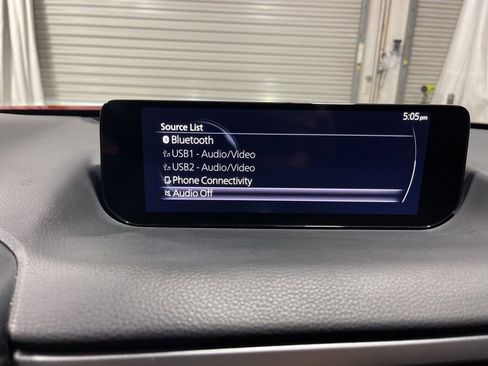 5:05pm
Source List
Bluetooth
USB1 - Audio/Video
USB2 - Audio/Video
Phone Connectivity
Audio Off